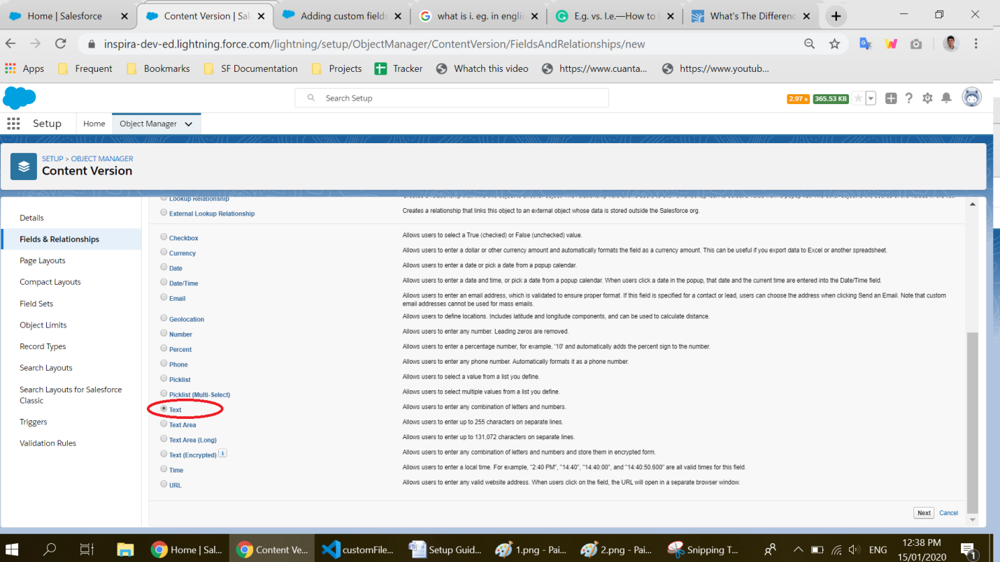 Home | Salesforce
Content Version | Sal
Adding custom fields
what is i. eg. in englis
E.g. vs. I.e.—How to
What's The Differenc
inspira-dev-ed.lightning.force.com/lightning/setup/ObjectManager/ContentVersion/FieldsAndRelationships/new
Apps
Frequent
Bookmarks
SF Documentation
Projects
Tracker
Whatch this video
https://www.cuanta...
https://www.youtub...
Search Setup
2.97 s
365.53 KB
Setup
Home
Object Manager
SETUP > OBJECT MANAGER
Content Version
Details
Fields & Relationships
Page Layouts
Compact Layouts
Field Sets
Object Limits
Record Types
Search Layouts
Search Layouts for Salesforce
Classic
Triggers
Validation Rules
Lookup Relationship
External Lookup Relationship
Creates a relationship that links this object to an external object whose data is stored outside the Salesforce org.
Checkbox
Allows users to select a True (checked) or False (unchecked) value.
Currency
Allows users to enter a dollar or other currency amount and automatically formats the field as a currency amount. This can be useful if you export data to Excel or another spreadsheet.
Date
Allows users to enter a date or pick a date from a popup calendar.
Date/Time
Allows users to enter a date and time, or pick a date from a popup calendar. When users click a date in the popup, that date and the current time are entered into the Date/Time field.
Email
Allows users to enter an email address, which is validated to ensure proper format. If this field is specified for a contact or lead, users can choose the address when clicking Send an Email. Note that custom
email addresses cannot be used for mass emails.
Geolocation
Allows users to define locations. Includes latitude and longitude components, and can be used to calculate distance.
Number
Allows users to enter any number. Leading zeros are removed.
Percent
Allows users to enter a percentage number, for example, '10' and automatically adds the percent sign to the number.
Phone
Allows users to enter any phone number. Automatically formats it as a phone number.
Picklist
Allows users to select a value from a list you define.
Picklist (Multi-Select)
Allows users to select multiple values from a list you define.
Text
Allows users to enter any combination of letters and numbers.
Text Area
Allows users to enter up to 255 characters on separate lines.
Text Area (Long)
Allows users to enter up to 131,072 characters on separate lines.
Text (Encrypted) i
Allows users to enter any combination of letters and numbers and store them in encrypted form.
Time
Allows users to enter a local time. For example, "2:40 PM", "14:40", "14:40:00", and "14:40:50.600" are all valid times for this field.
URL
Allows users to enter any valid website address. When users click on the field, the URL will open in a separate browser window.
Next
Cancel
Home | Sal...
Content Ve...
customFile...
Setup Guid...
1.png - Pai...
2.png - Pai...
Snipping T...
ENG
12:38 PM
15/01/2020
1